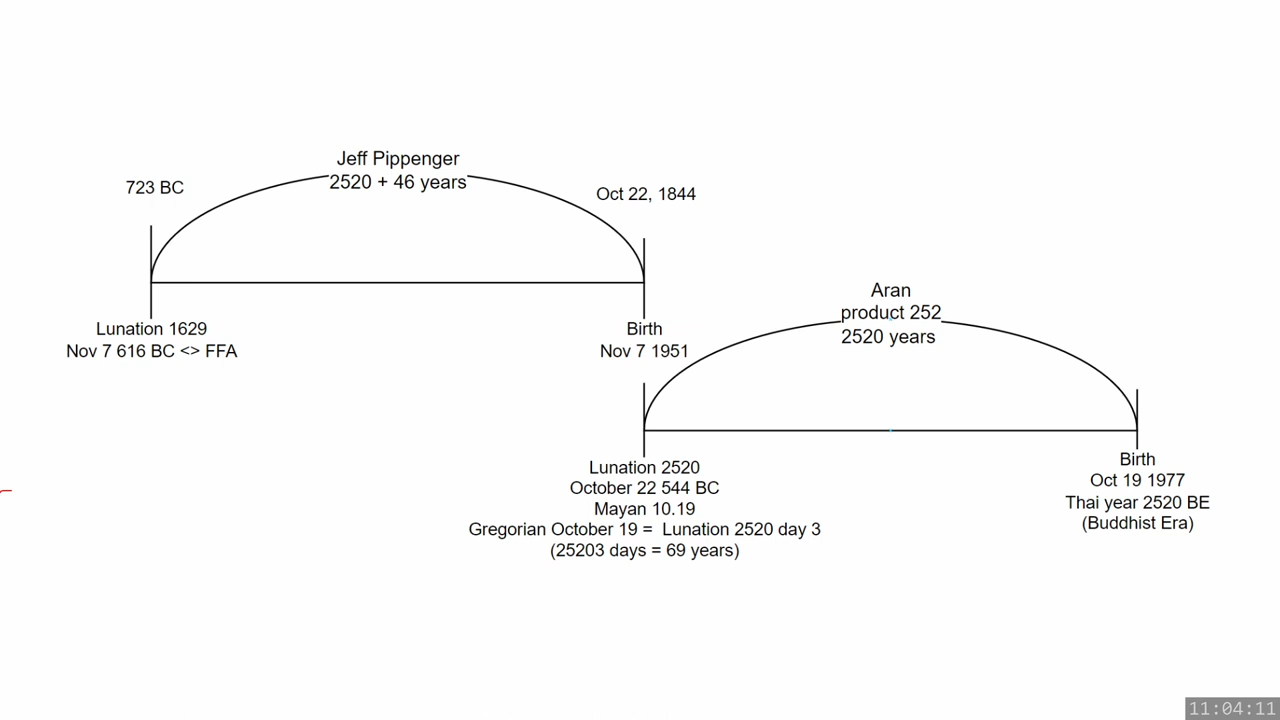 Jeff Pippenger
2520 + 46 years
723 BC
Oct 22, 1844
Lunation 1629
Nov 7 616 BC <> FFA
Birth
Nov 7 1951
Aran
product 252
2520 years
Lunation 2520
October 22 544 BC
Mayan 10.19
Gregorian October 19 =  Lunation 2520 day 3
(25203 days = 69 years)
Birth
Oct 19 1977
Thai year 2520 BE
(Buddhist Era)
11:04:11